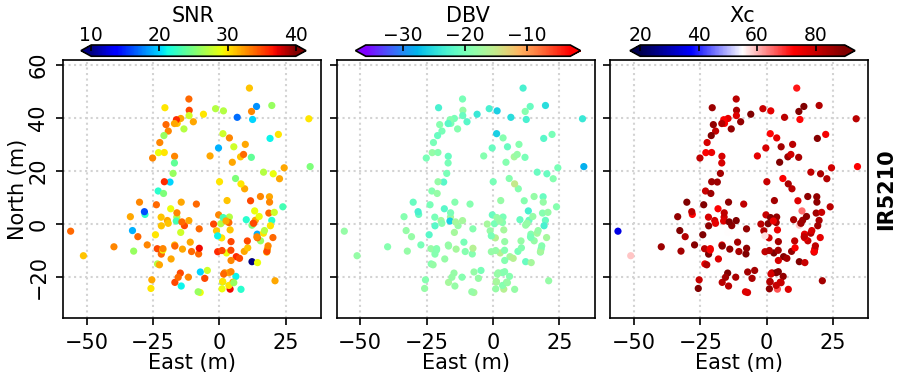 SNR DBV Xc
10 20 30 40 −30 −20 −10 20 40 60 80
60
40
20
0
−20
North (m)
IR5210
−50 −25 0 25 −50 −25 0 25 −50 −25 0 25
East (m) East (m) East (m)